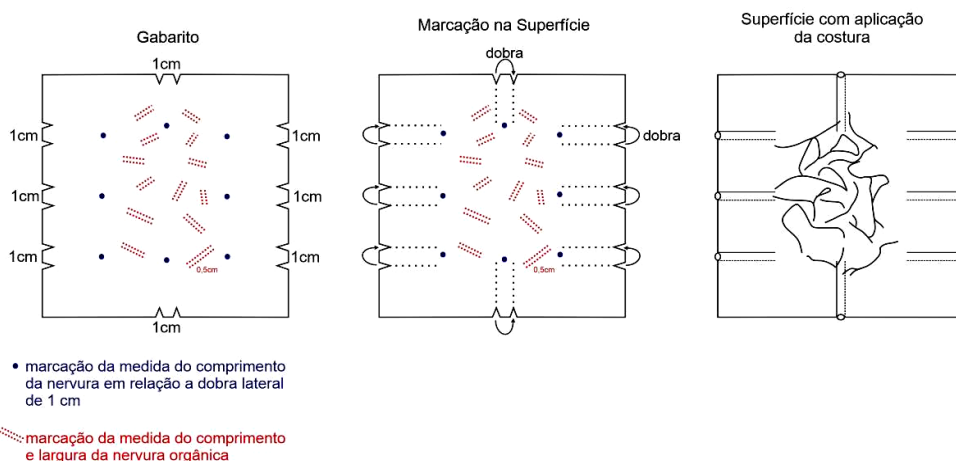 Gabarito
1cm
1cm
1cm
1cm
1cm
1cm
1cm
0,5cm
1cm
Marcação na Superfície
dobra
dobra
0,5cm
Superfície com aplicação
da costura
marcação da medida do comprimento
da nervura em relação a dobra lateral
de 1 cm
marcação da medida do comprimento
e largura da nervura orgânica